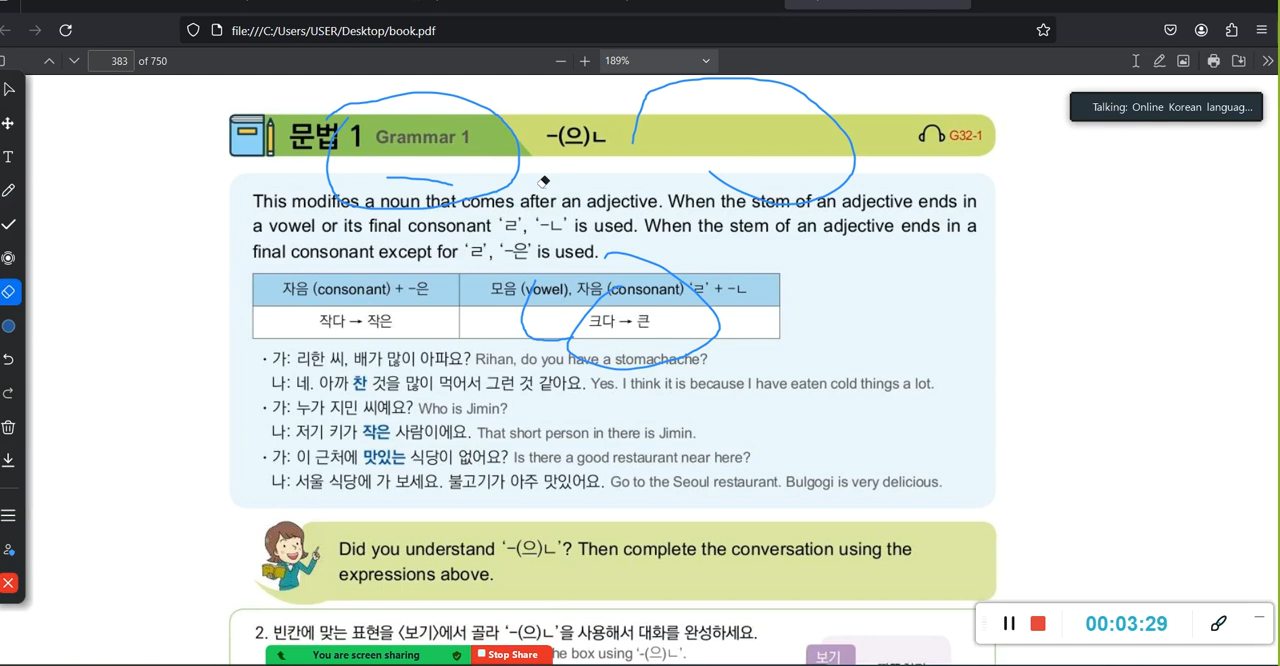 file:///C:/Users/USER/Desktop/book.pdf
383 of 750
189%
Talking: Online Korean languag...
문법 1 Grammar 1 -(으)ㄴ G32-1
This modifies a noun that comes after an adjective. When the stem of an adjective ends in
a vowel or its final consonant ‘ㄹ’, ‘-ㄴ’ is used. When the stem of an adjective ends in a
final consonant except for ‘ㄹ’, ‘-은’ is used.
자음 (consonant) + -은 모음 (vowel), 자음 (consonant) ‘ㄹ’ + -ㄴ
작다 → 작은 크다 → 큰
· 가: 리한 씨, 배가 많이 아파요? Rihan, do you have a stomachache?
나: 네. 아까 찬 것을 많이 먹어서 그런 것 같아요. Yes. I think it is because I have eaten cold things a lot.
· 가: 누가 지민 씨예요? Who is Jimin?
나: 저기 키가 작은 사람이에요. That short person in there is Jimin.
· 가: 이 근처에 맛있는 식당이 없어요? Is there a good restaurant near here?
나: 서울 식당에 가 보세요. 불고기가 아주 맛있어요. Go to the Seoul restaurant. Bulgogi is very delicious.
Did you understand ‘-(으)ㄴ’? Then complete the conversation using the
expressions above.
2. 빈칸에 맞는 표현을 <보기>에서 골라 ‘-(으)ㄴ’을 사용해서 대화를 완성하세요.
00:03:29
You are screen sharing Stop Share
he box using ‘-(으)ㄴ’.
보기